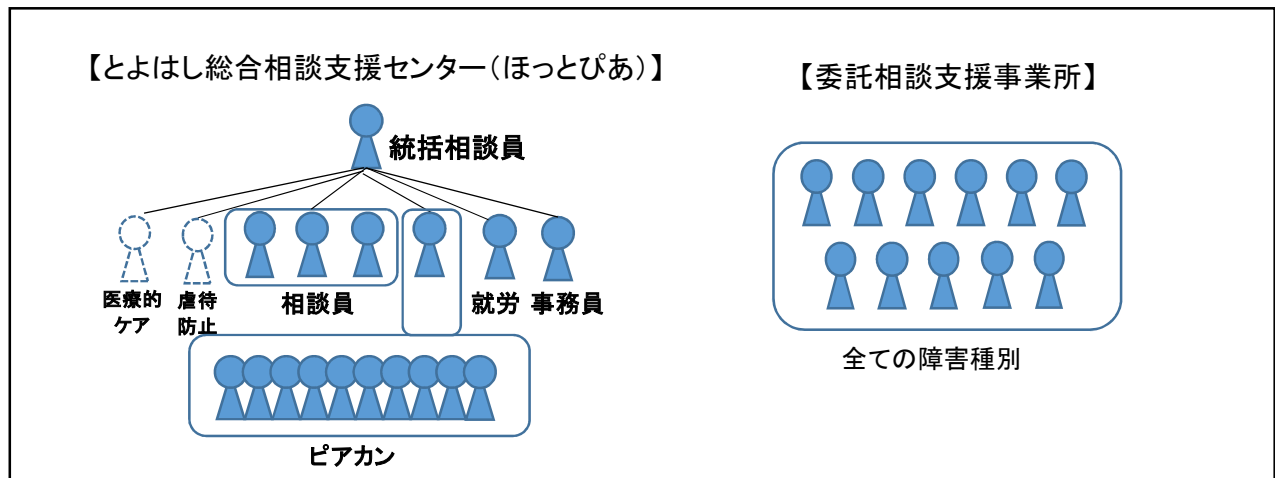 【とよはし総合相談支援センター（ほっとぴあ）】
【委託相談支援事業所】
統括相談員
医療的
ケア
虐待
防止
相談員
就労
事務員
ピアカン
全ての障害種別